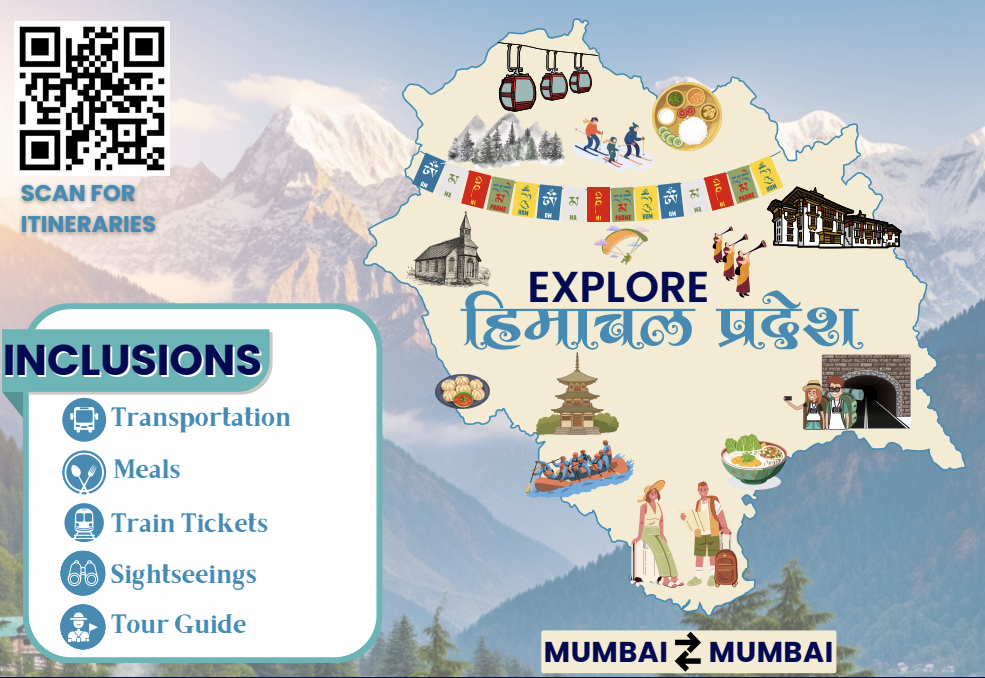 SCAN FOR
ITINERARIES
EXPLORE
हिमाचल प्रदेश
INCLUSIONS
Transportation
Meals
Train Tickets
Sightseeings
Tour Guide
MUMBAI MUMBAI